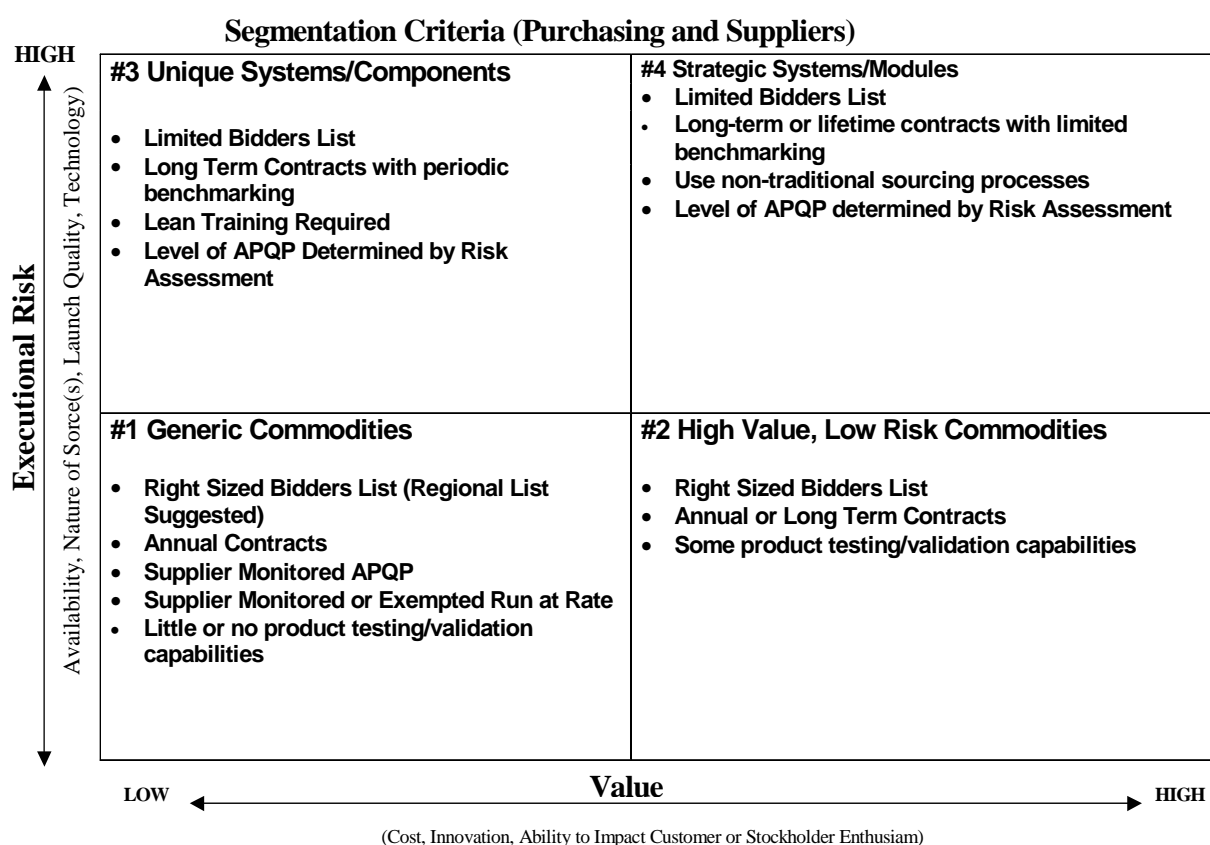 Segmentation Criteria (Purchasing and Suppliers)
HIGH
#3 Unique Systems/Components
• Limited Bidders List
• Long Term Contracts with periodic
benchmarking
• Lean Training Required
• Level of APQP Determined by Risk
Assessment
#4 Strategic Systems/Modules
• Limited Bidders List
• Long-term or lifetime contracts with limited
benchmarking
• Use non-traditional sourcing processes
• Level of APQP determined by Risk Assessment
Executional Risk
Availability, Nature of Sorce(s), Launch Quality, Technology)
#1 Generic Commodities
• Right Sized Bidders List (Regional List
Suggested)
• Annual Contracts
• Supplier Monitored APQP
• Supplier Monitored or Exempted Run at Rate
• Little or no product testing/validation
capabilities
#2 High Value, Low Risk Commodities
• Right Sized Bidders List
• Annual or Long Term Contracts
• Some product testing/validation capabilities
LOW
Value
HIGH
(Cost, Innovation, Ability to Impact Customer or Stockholder Enthusiam)